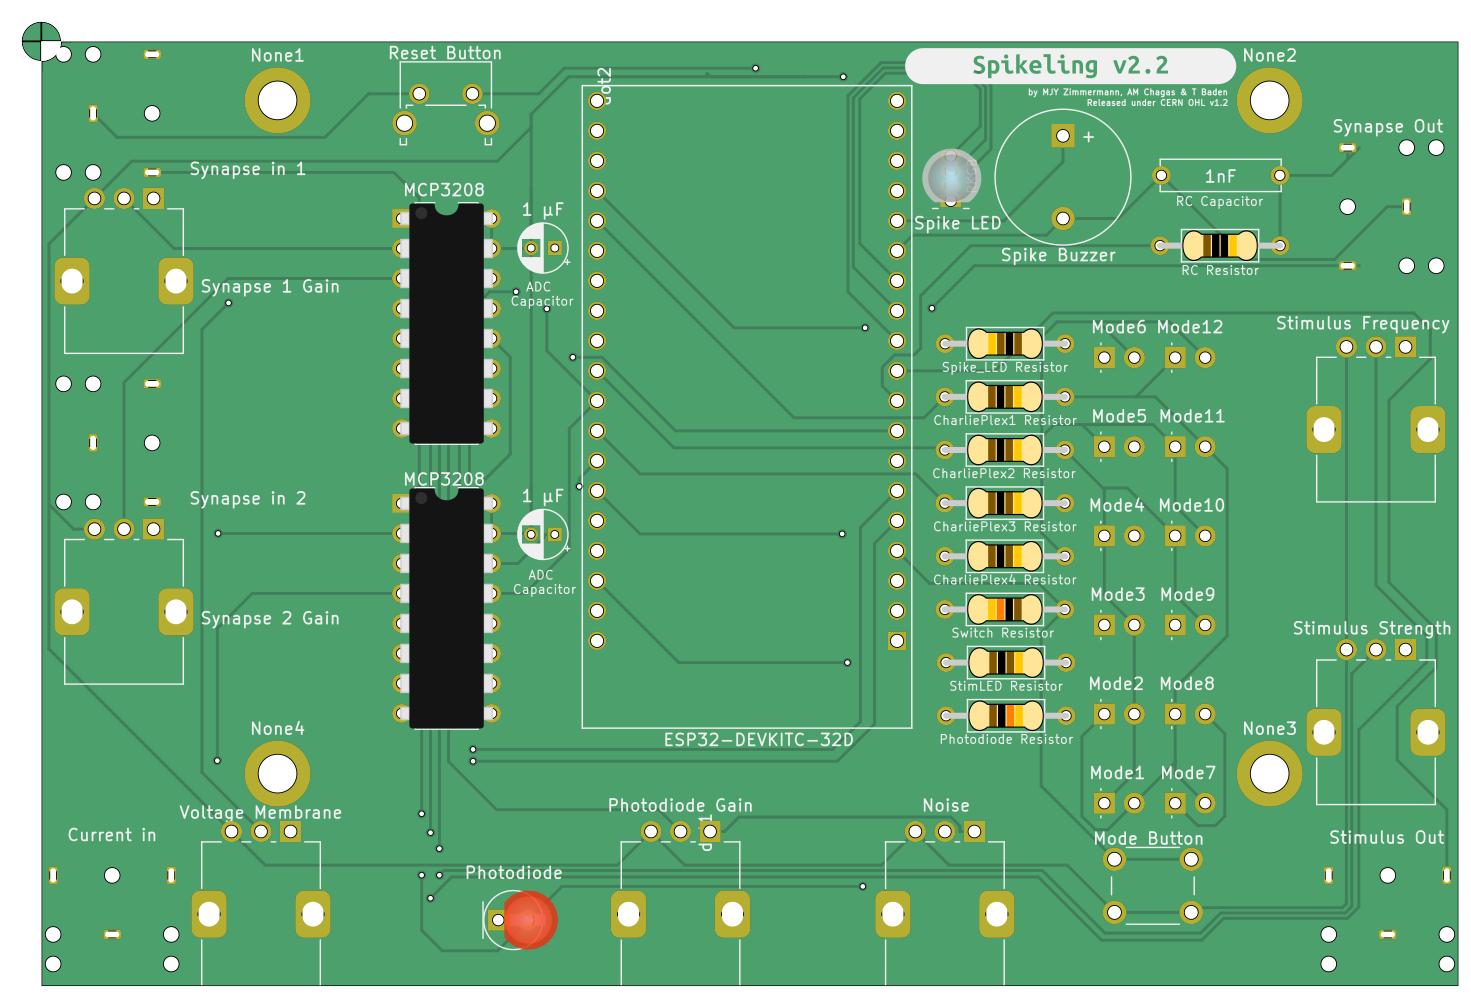 None1
Reset Button
Spikeling v2.2
None2
by MJY Zimmermann, AM Chagas & T Baden
Released under CERN OHL v1.2
Synapse Out
+
Synapse in 1
MCP3208
1 µF
+
1nF
RC Capacitor
Spike LED
Spike Buzzer
RC Resistor
Synapse 1 Gain
ADC
Capacitor
Mode6 Mode12
Stimulus Frequency
Spike_LED Resistor
CharliePlex1 Resistor
Mode5 Mode11
CharliePlex2 Resistor
MCP3208
Synapse in 2
1 µF
+
Mode4 Mode10
CharliePlex3 Resistor
ADC
Capacitor
CharliePlex4 Resistor
Mode3 Mode9
Synapse 2 Gain
Switch Resistor
Stimulus Strength
StimLED Resistor
Mode2 Mode8
None4
ESP32-DEVKITC-32D
Photodiode Resistor
None3
Mode1 Mode7
Voltage Membrane
Photodiode Gain
Noise
Current in
Mode Button
Stimulus Out
Photodiode